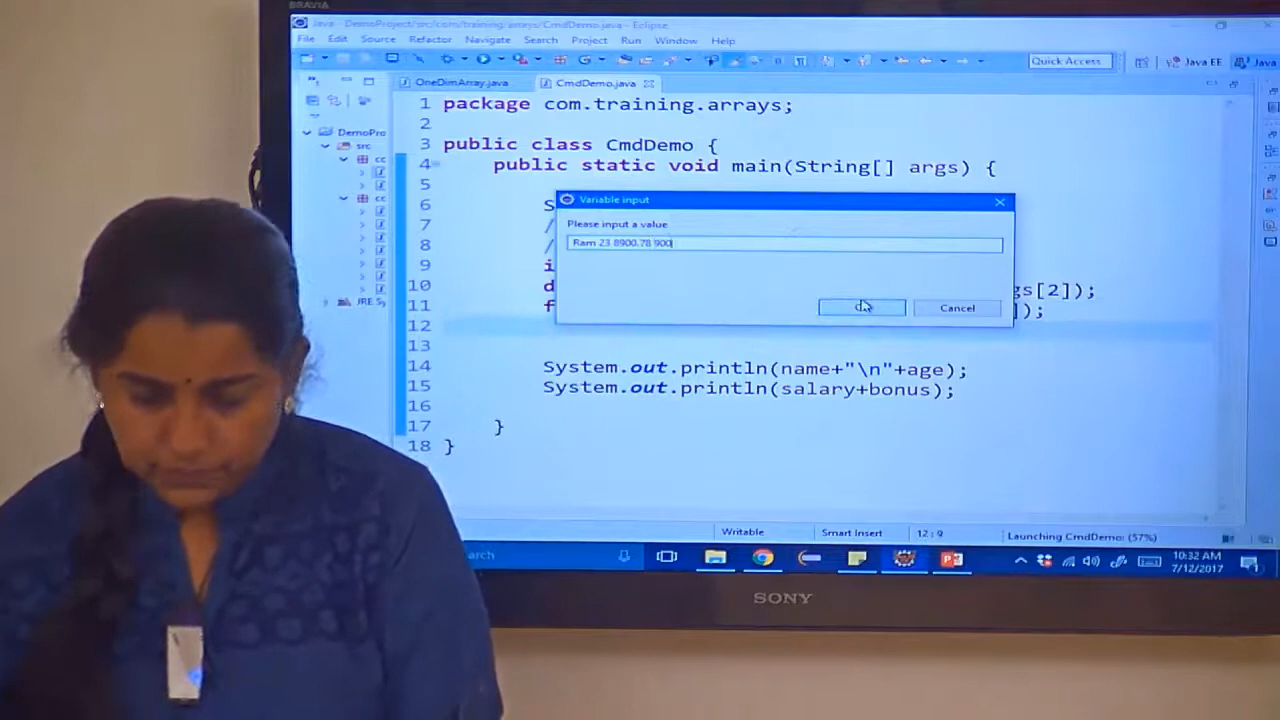 BRAVIA
Java - DemoProject/src/com/training/arrays/CmdDemo.java - Eclipse
File Edit Source Refactor Navigate Search Project Run Window Help
Quick Access
Java EE
Java
OneDimArray.java
CmdDemo.java
DemoPro
src
cc
cc
JRE Sy
1 package com.training.arrays;
2
3 public class CmdDemo {
4 public static void main(String[] args) {
5
6 S
7 /
8 /
9 i
10 d gs[2]);
11 f ]);
12
13
14 System.out.println(name+"\n"+age);
15 System.out.println(salary+bonus);
16
17 }
18 }
Variable input
Please input a value
Ram 23 8900.78 900
Cancel
Writable
Smart Insert
12:9
Launching CmdDemo: (57%)
arch
10:32 AM
7/12/2017
SONY